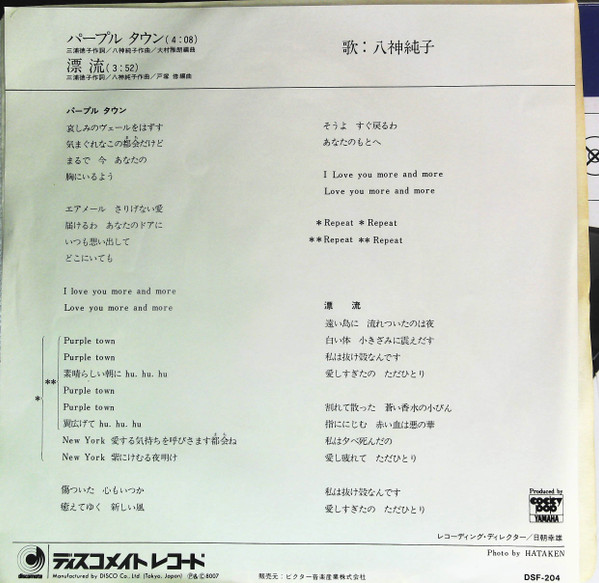 パープル タウン(4:08)
三浦徳子作詞/八神純子作曲/大村雅朗編曲
漂 流(3:52)
三浦徳子作詞/八神純子作曲/戸塚 修編曲
歌：八神純子
パープル タウン
哀しみのヴェールをはずす
気まぐれなこの都会だけど
まるで 今 あなたの
胸にいるよう
エアメール さりげない愛
届けるわ あなたのドアに
いつも想い出して
どこにいても
I love you more and more
Love you more and more
Purple town
Purple town
素晴らしい朝に hu. hu. hu
Purple town
Purple town
翼広げて hu. hu. hu
New York 愛する気持ちを呼びさます都会ね
New York 紫にけむる夜明け
*
**
傷ついた 心もいつか
癒えてゆく 新しい風
そうよ すぐ戻るわ
あなたのもとへ
I Love you more and more
Love you more and more
*Repeat *Repeat
**Repeat **Repeat
漂 流
遠い島に 流れついたのは夜
白い体 小きざみに震えだす
私は抜け殻なんです
愛しすぎたの ただひとり
割れて散った 蒼い香水の小びん
指ににじむ 赤い血は悪の華
私は夕べ死んだの
愛し疲れて ただひとり
私は抜け殻なんです
愛しすぎたの ただひとり
Produced by
COCKY POP
YAMAHA
レコーディング・ディレクター/日朝幸雄
Photo by HATAKEN
discomate
ディスコメイト レコード
Manufactured by DISCO Co., Ltd. (Tokyo, Japan) Ⓟ&Ⓒ8007
販売元：ビクター音楽産業株式会社
DSF-204